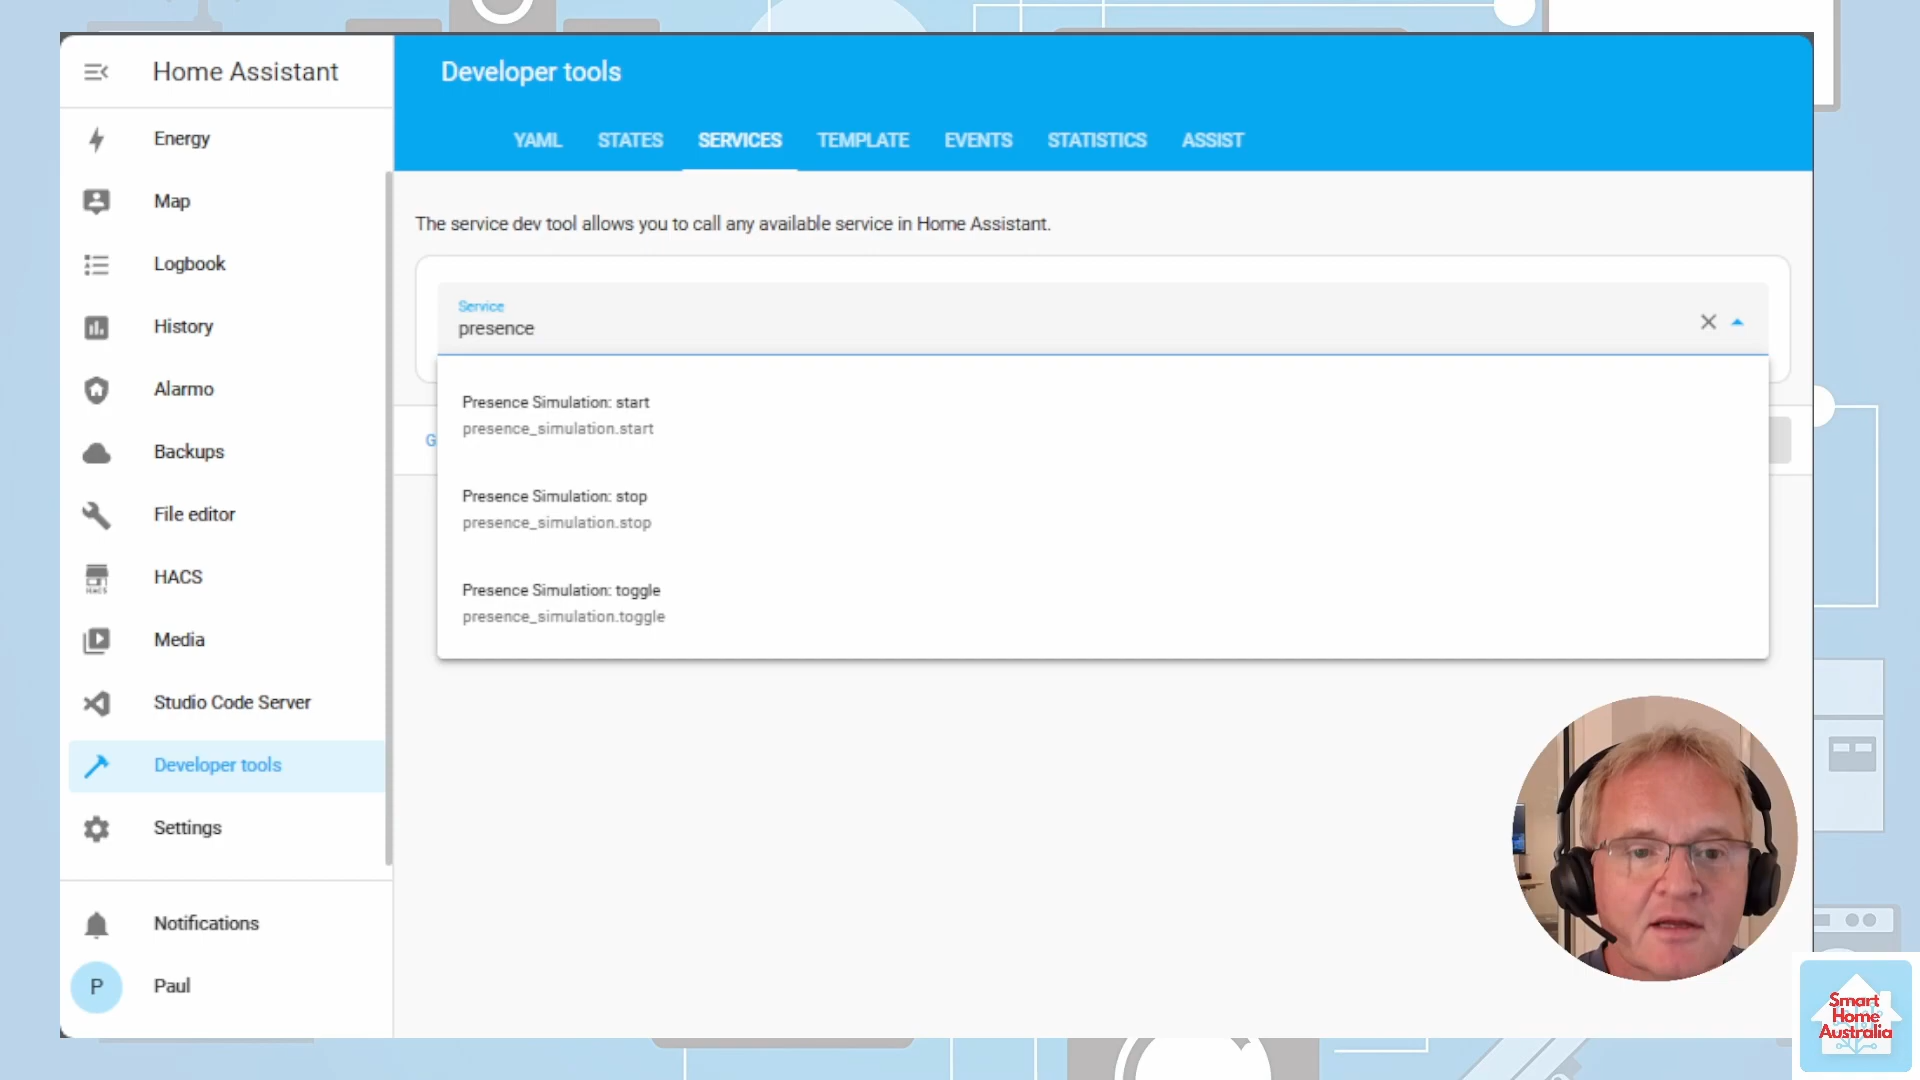 Home Assistant
Energy
Map
Logbook
History
Alarmo
Backups
File editor
HACS
HACS
Media
Studio Code Server
Developer tools
Settings
Notifications
P
Paul
Developer tools
YAML STATES SERVICES TEMPLATE EVENTS STATISTICS ASSIST
The service dev tool allows you to call any available service in Home Assistant.
Service
presence
G
Presence Simulation: start
presence_simulation.start
Presence Simulation: stop
presence_simulation.stop
Presence Simulation: toggle
presence_simulation.toggle
Smart
Home
Australia